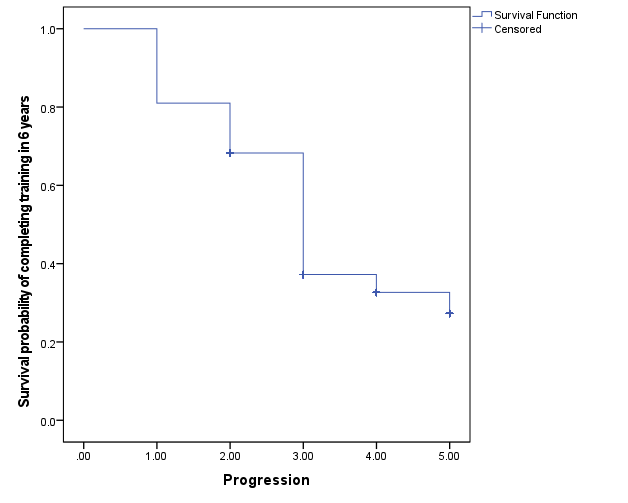 Survival Function
Censored
Survival probability of completing training in 6 years
1.0
0.8
0.6
0.4
0.2
0.0
.00 1.00 2.00 3.00 4.00 5.00
Progression